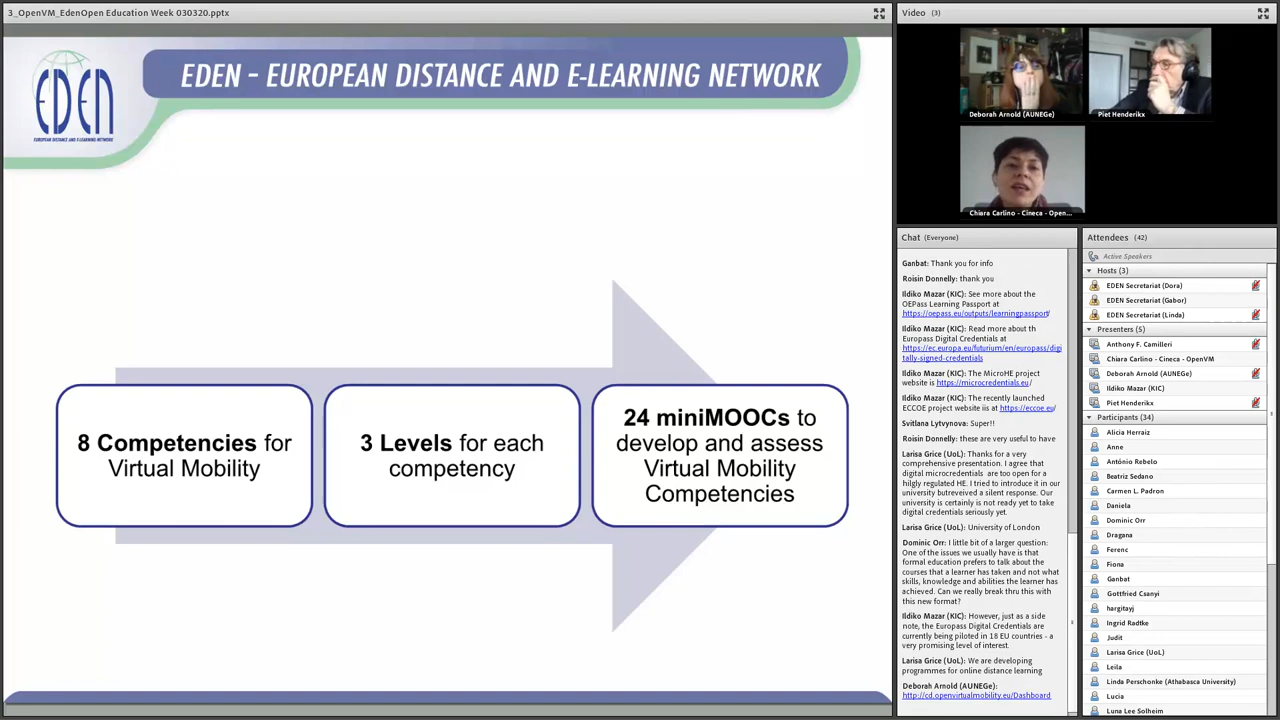 3_OpenVM_EdenOpen Education Week 030320.pptx
EDEN
EUROPEAN DISTANCE AND E-LEARNING NETWORK
EDEN – EUROPEAN DISTANCE AND E-LEARNING NETWORK
8 Competencies for
Virtual Mobility
3 Levels for each
competency
24 miniMOOCs to
develop and assess
Virtual Mobility
Competencies
Video (3)
Deborah Arnold (AUNEGe)
Piet Henderikx
Chiara Carlino - Cineca - Open...
Chat (Everyone)
Ganbat: Thank you for info
Roisin Donnelly: thank you
Ildiko Mazar (KIC): See more about the
OEPass Learning Passport at
https://oepass.eu/outputs/learningpassport/
Ildiko Mazar (KIC): Read more about th
Europass Digital Credentials at
https://ec.europa.eu/futurium/en/europass/digi
tally-signed-credentials
Ildiko Mazar (KIC): The MicroHE project
website is https://microcredentials.eu/
Ildiko Mazar (KIC): The recently launched
ECCOE project website iis at https://eccoe.eu/
Svitlana Lytvynova: Super!!
Roisin Donnelly: these are very useful to have
Larisa Grice (UoL): Thanks for a very
comprehensive presentation. I agree that
digital microcredentials  are too open for a
hilgly regulated HE. I tried to introduce it in our
university butreveived a silent response. Our
university is certainly is not ready yet to take
digital credentials seriously yet.
Larisa Grice (UoL): University of London
Dominic Orr: I little bit of a larger question:
One of the issues we usually have is that
formal education prefers to talk about the
courses that a learner has taken and not what
skills, knowledge and abilities the learner has
achieved. Can we really break thru this with
this new format?
Ildiko Mazar (KIC): However, just as a side
note, the Europass Digital Credentials are
currently being piloted in 18 EU countries - a
very promising level of interest.
Larisa Grice (UoL): We are developing
programmes for online distance learning
Deborah Arnold (AUNEGe):
http://cd.openvirtualmobility.eu/Dashboard
Attendees (42)
Active Speakers
Hosts (3)
EDEN Secretariat (Dora)
EDEN Secretariat (Gabor)
EDEN Secretariat (Linda)
Presenters (5)
Anthony F. Camilleri
Chiara Carlino - Cineca - OpenVM
Deborah Arnold (AUNEGe)
Ildiko Mazar (KIC)
Piet Henderikx
Participants (34)
Alicia Herraiz
Anne
António Rebelo
Beatriz Sedano
Carmen L. Padron
Daniela
Dominic Orr
Dragana
Ferenc
Fiona
Ganbat
Gottfried Csanyi
hargitayj
Ingrid Radtke
Judit
Larisa Grice (UoL)
Leila
Linda Perschonke (Athabasca University)
Lucia
Luna Lee Solheim